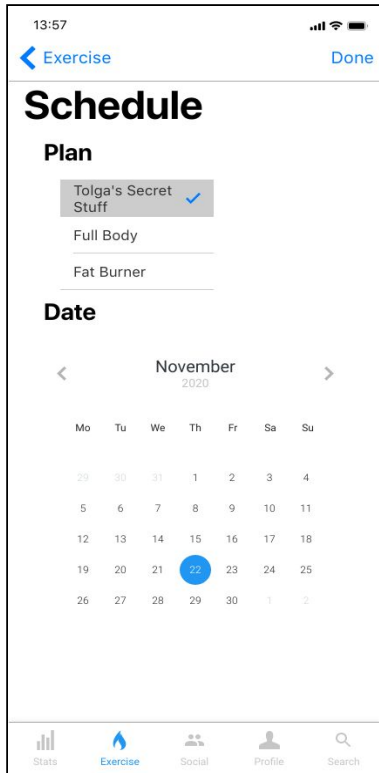 13:57
Exercise Done
Schedule
Plan
Tolga's Secret
Stuff
Full Body
Fat Burner
Date
November
2020
Mo Tu We Th Fr Sa Su
29 30 31 1 2 3 4
5 6 7 8 9 10 11
12 13 14 15 16 17 18
19 20 21 22 23 24 25
26 27 28 29 30 1 2
Stats Exercise Social Profile Search